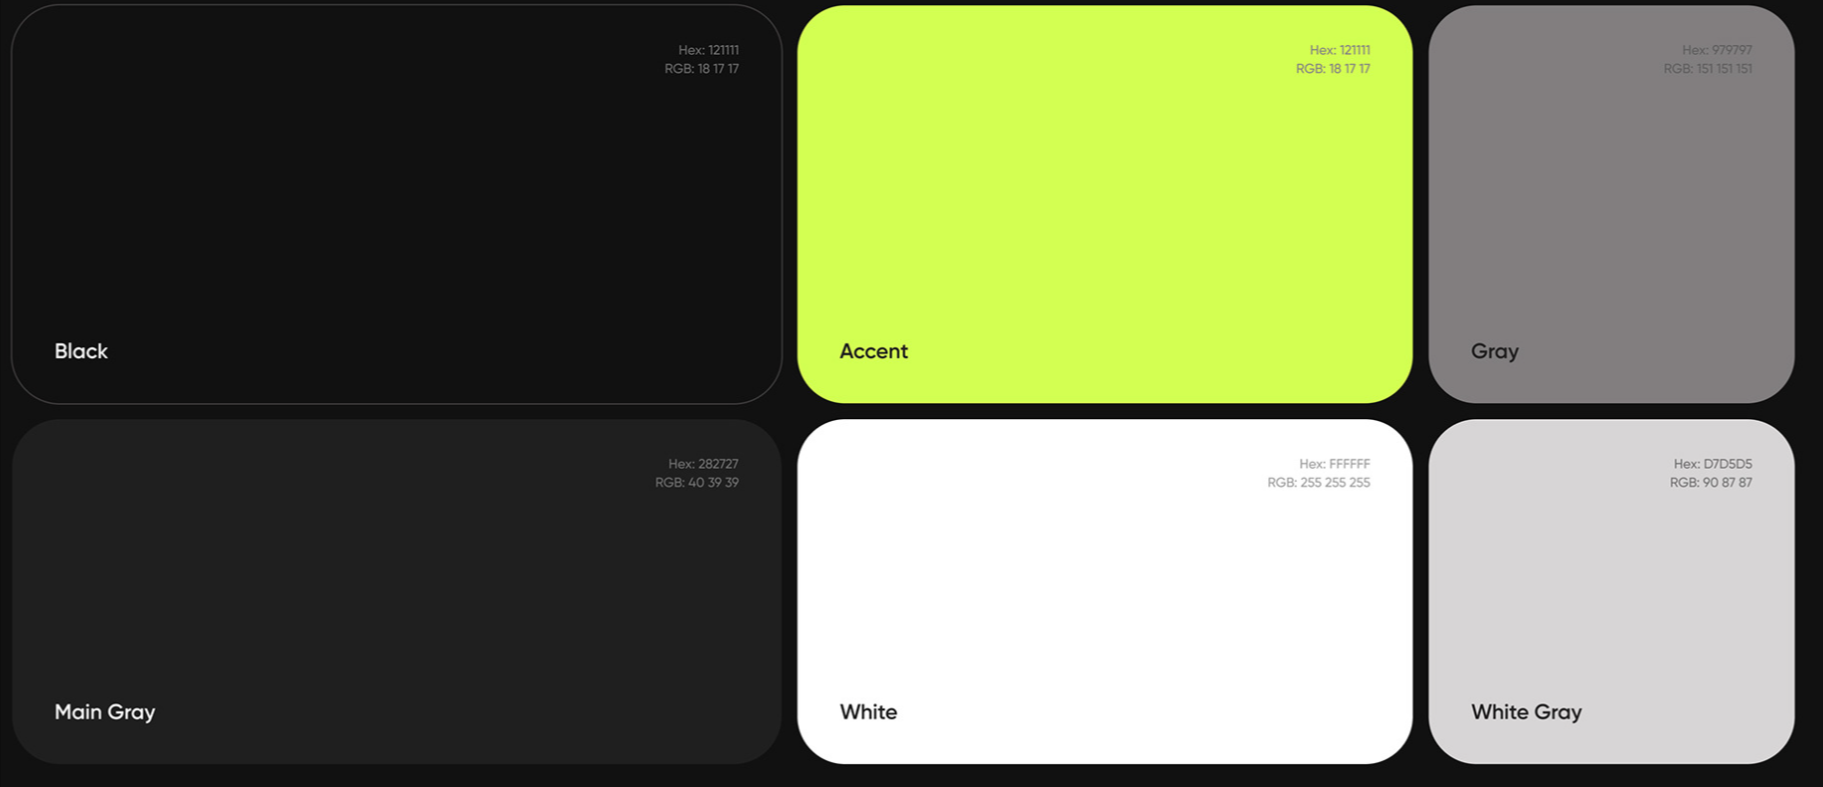 Hex: 121111
RGB: 18 17 17
Black
Hex: 121111
RGB: 18 17 17
Accent
Hex: 979797
RGB: 151 151 151
Gray
Hex: 282727
RGB: 40 39 39
Main Gray
Hex: FFFFFF
RGB: 255 255 255
White
Hex: D7D5D5
RGB: 90 87 87
White Gray